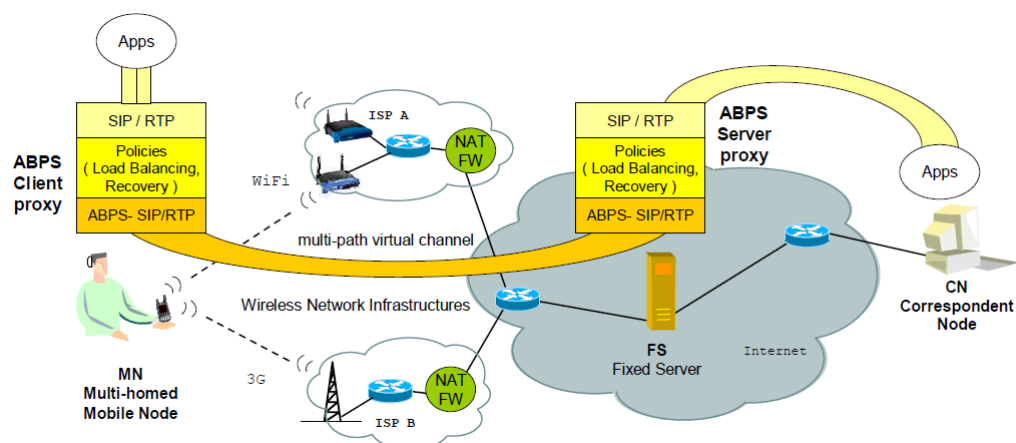 Apps
SIP / RTP
Policies
( Load Balancing,
Recovery )
ABPS- SIP/RTP
ABPS
Client
proxy
MN
Multi-homed
Mobile Node
WiFi
3G
ISP A
NAT
FW
multi-path virtual channel
Wireless Network Infrastructures
NAT
FW
ISP B
SIP / RTP
Policies
( Load Balancing,
Recovery )
ABPS- SIP/RTP
ABPS
Server
proxy
FS
Fixed Server
Internet
Apps
CN
Correspondent
Node